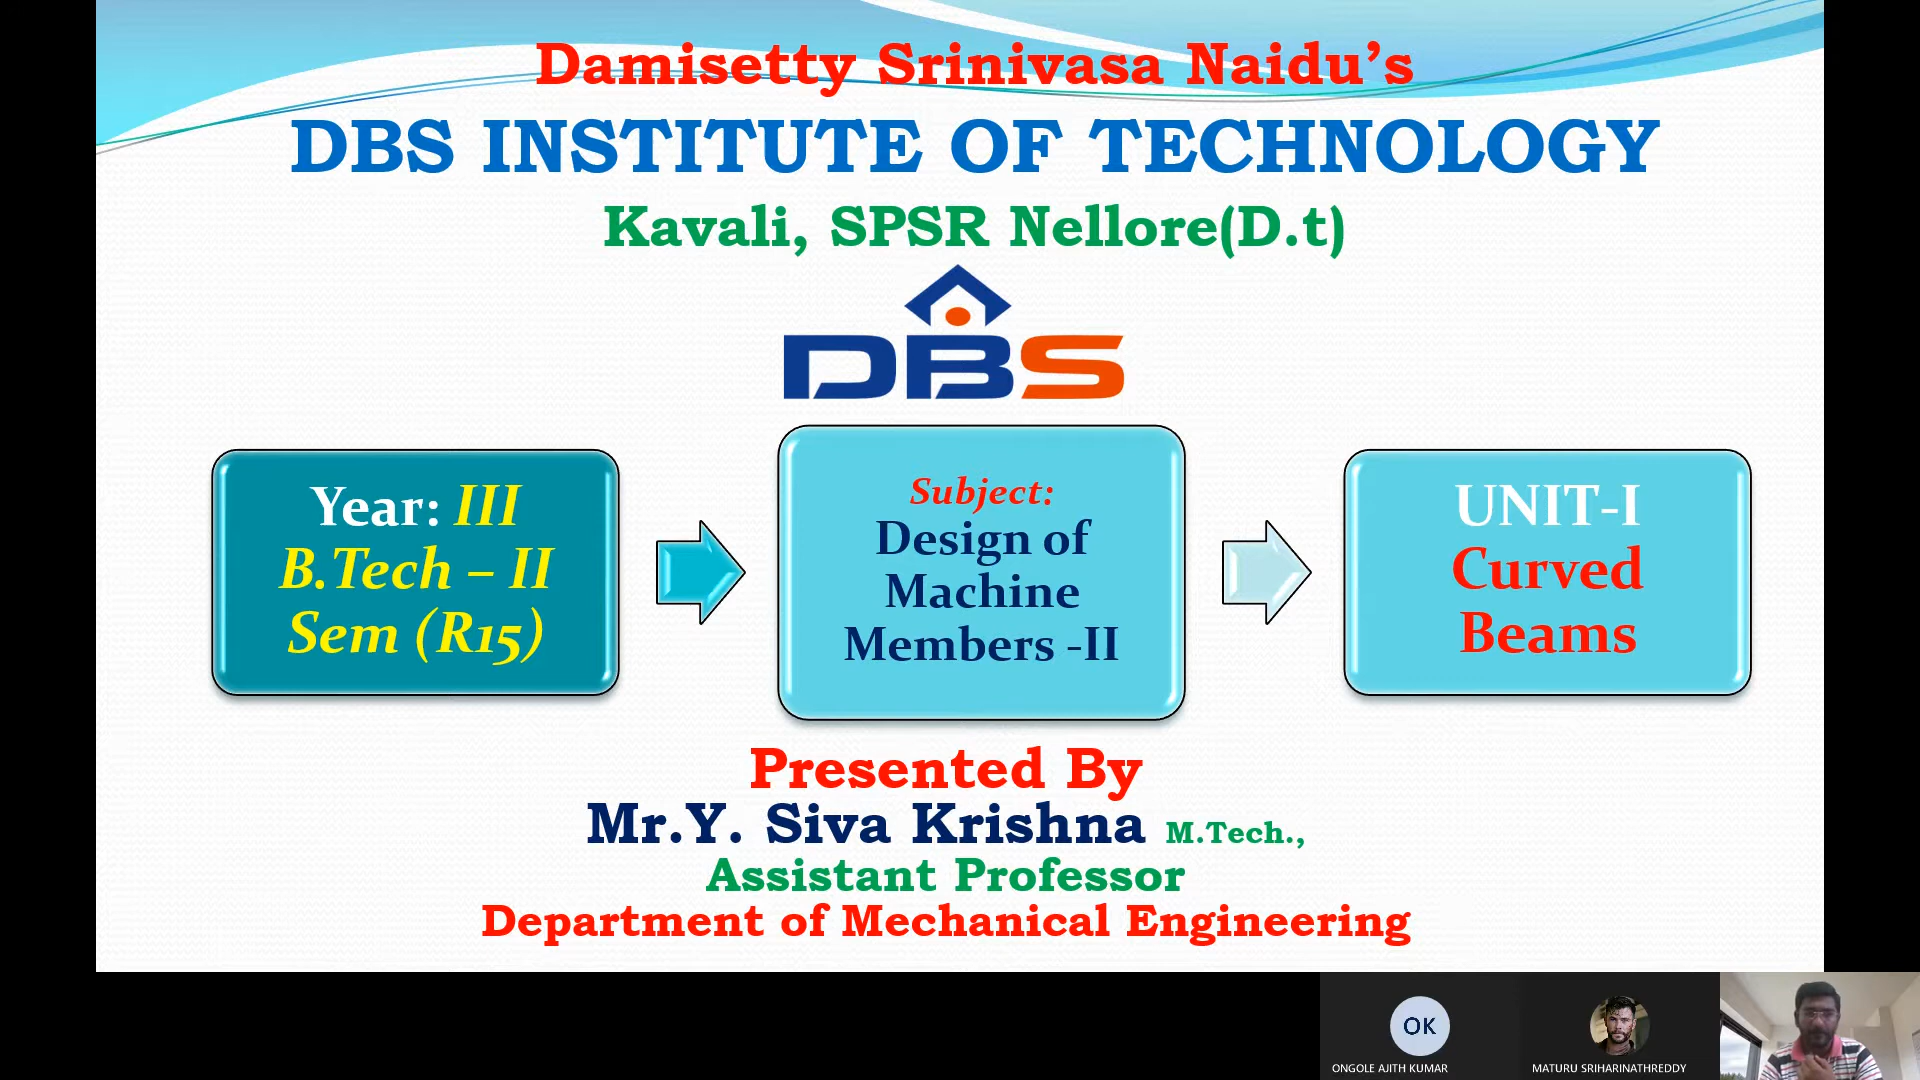 Damisetty Srinivasa Naidu’s
DBS INSTITUTE OF TECHNOLOGY
Kavali, SPSR Nellore(D.t)
DBS
Year: III
B.Tech – II
Sem (R15)
Subject:
Design of
Machine
Members -II
UNIT-I
Curved
Beams
Presented By
Mr.Y. Siva Krishna M.Tech.,
Assistant Professor
Department of Mechanical Engineering
OK
ONGOLE AJITH KUMAR
MATURU SRIHARINATHREDDY